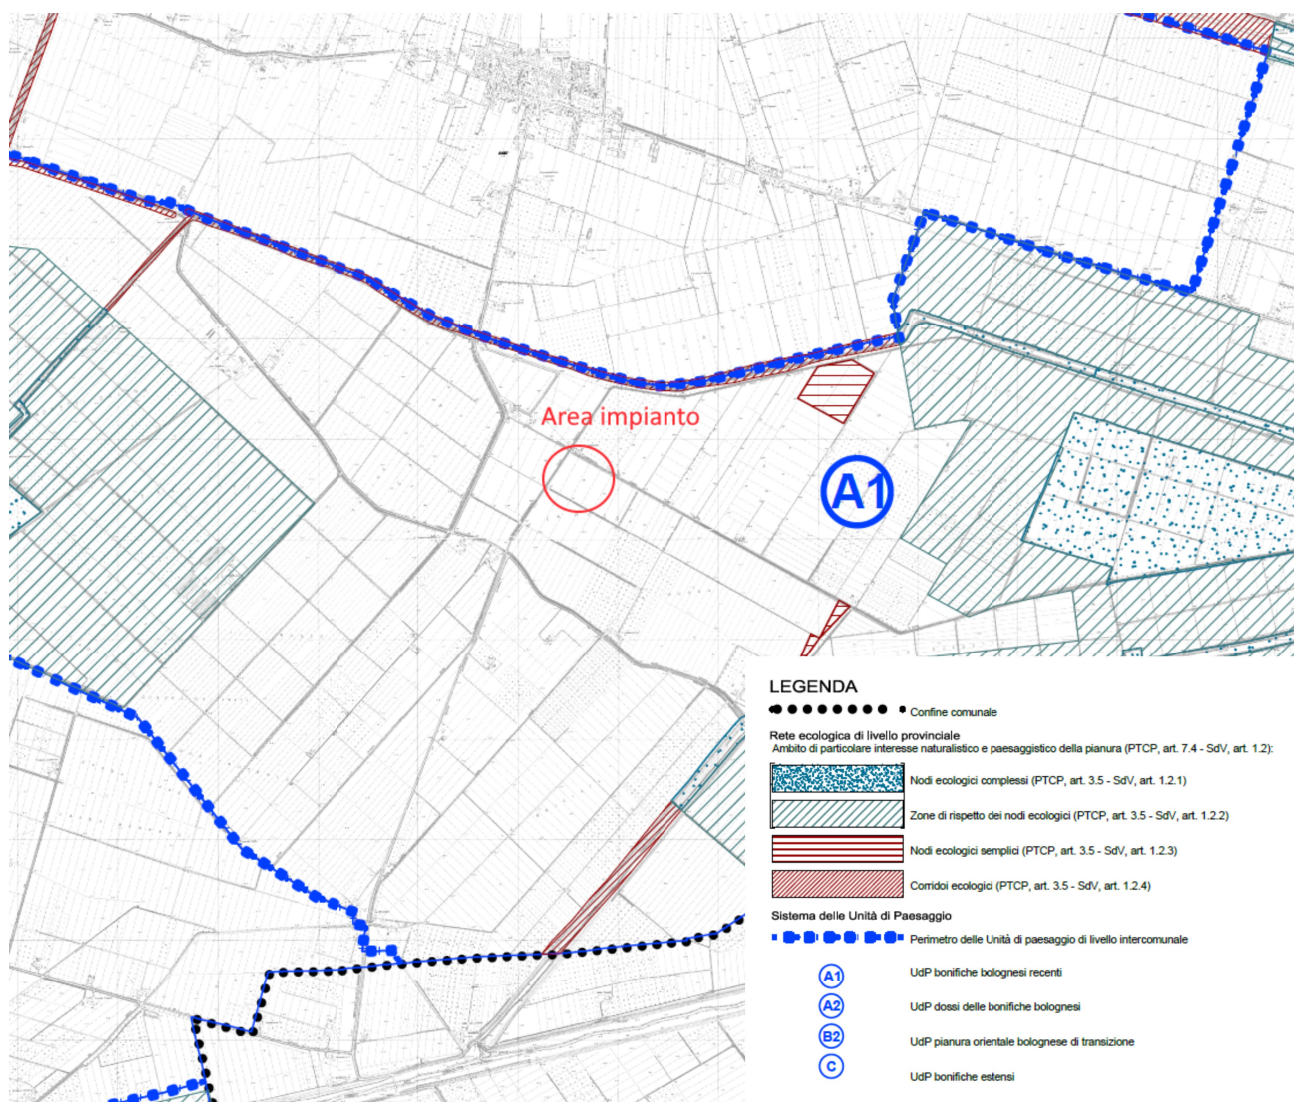 Area impianto
A1
LEGENDA
Confine comunale
Rete ecologica di livello provinciale
Ambito di particolare interesse naturalistico e paesaggistico della pianura (PTCP, art. 7.4 - SdV, art. 1.2):
Nodi ecologici complessi (PTCP, art. 3.5 - SdV, art. 1.2.1)
Zone di rispetto dei nodi ecologici (PTCP, art. 3.5 - SdV, art. 1.2.2)
Nodi ecologici semplici (PTCP, art. 3.5 - SdV, art. 1.2.3)
Corridoi ecologici (PTCP, art. 3.5 - SdV, art. 1.2.4)
Sistema delle Unità di Paesaggio
Perimetro delle Unità di paesaggio di livello intercomunale
A1 UdP bonifiche bolognesi recenti
A2 UdP dossi delle bonifiche bolognesi
B2 UdP pianura orientale bolognese di transizione
C UdP bonifiche estensi